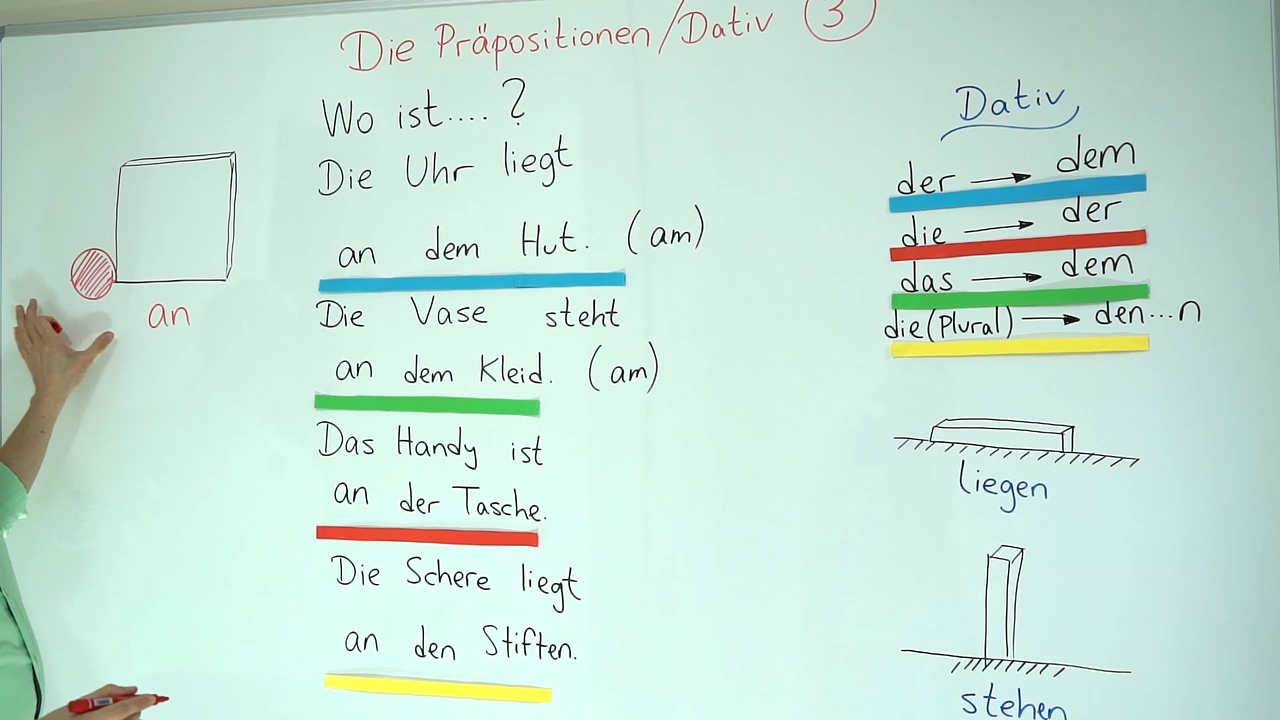 Die Präpositionen/Dativ 3
Wo ist....?
Die Uhr liegt
an dem Hut. (am)
Die Vase steht
an dem Kleid. (am)
Das Handy ist
an der Tasche.
Die Schere liegt
an den Stiften.
an
Dativ
der → dem
die → der
das → dem
die (Plural) → den...n
liegen
stehen